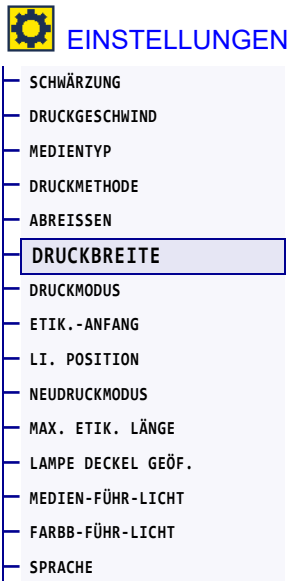 EINSTELLUNGEN
SCHWÄRZUNG
DRUCKGESCHWIND
MEDIENTYP
DRUCKMETHODE
ABREISSEN
DRUCKBREITE
DRUCKMODUS
ETIK.-ANFANG
LI. POSITION
NEUDRUCKMODUS
MAX. ETIK. LÄNGE
LAMPE DECKEL GEÖF.
MEDIEN-FÜHR-LICHT
FARBB-FÜHR-LICHT
SPRACHE